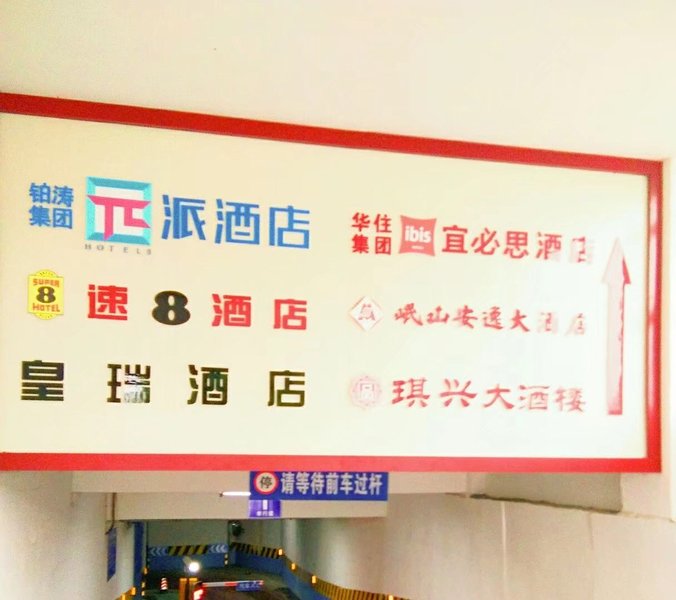 铂涛
集团
派酒店
HOTELS
SUPER
8
HOTEL
速8酒店
皇瑞酒店
华住
集团
ibis
宜必思酒店
岷山安逸大酒店
琪兴大酒楼
停 请等待前车过杆